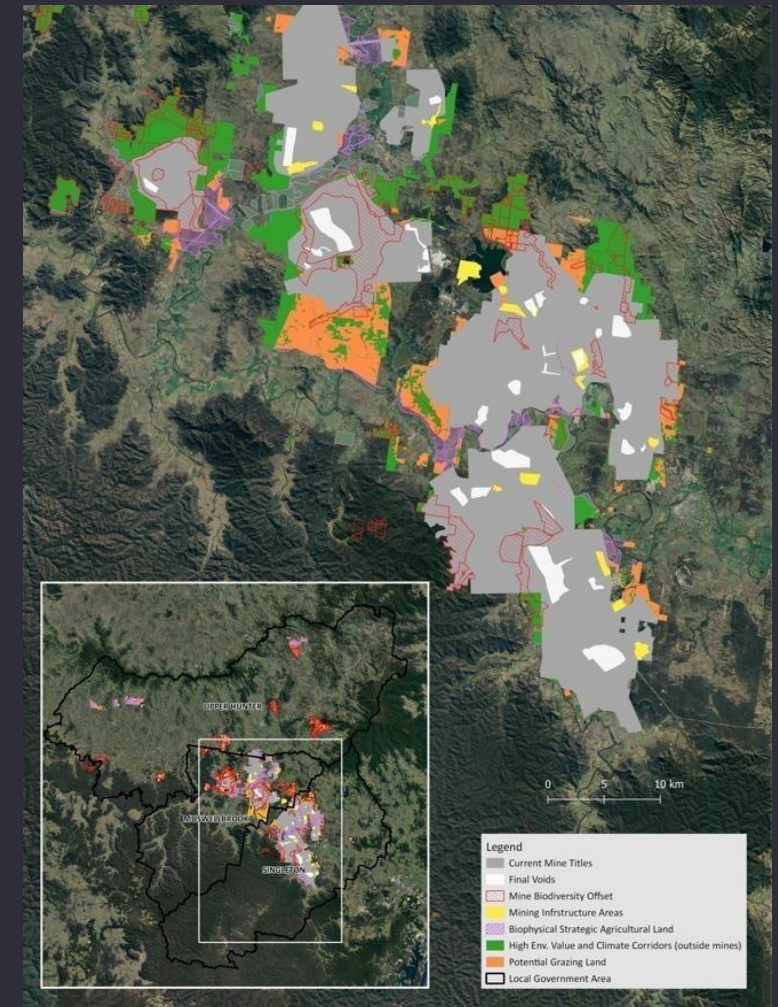 UPPER HUNTER
MUSWELLBROOK
SINGLETON
0 5 10 km
Legend
Current Mine Titles
Final Voids
Mine Biodiversity Offset
Mining Infrstructure Areas
Biophysical Strategic Agricultural Land
High Env. Value and Climate Corridors (outside mines)
Potential Grazing Land
Local Government Area